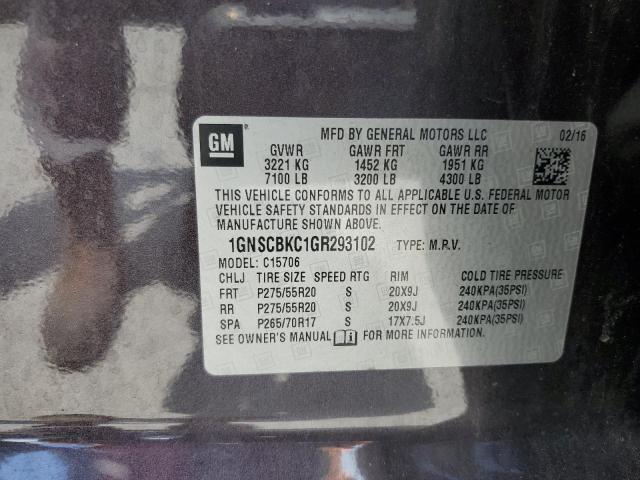 GM
MFD BY GENERAL MOTORS LLC 02/16
GVWR GAWR FRT GAWR RR
3221 KG 1452 KG 1951 KG
7100 LB 3200 LB 4300 LB
THIS VEHICLE CONFORMS TO ALL APPLICABLE U.S. FEDERAL MOTOR
VEHICLE SAFETY STANDARDS IN EFFECT ON THE DATE OF
MANUFACTURE SHOWN ABOVE.
1GNSCBKC1GR293102 TYPE: M.P.V.
MODEL: C15706
CHLJ TIRE SIZE SPEED RTG RIM COLD TIRE PRESSURE
FRT P275/55R20 S 20X9J 240KPA(35PSI)
RR P275/55R20 S 20X9J 240KPA(35PSI)
SPA P265/70R17 S 17X7.5J 240KPA(35PSI)
SEE OWNER'S MANUAL FOR MORE INFORMATION.